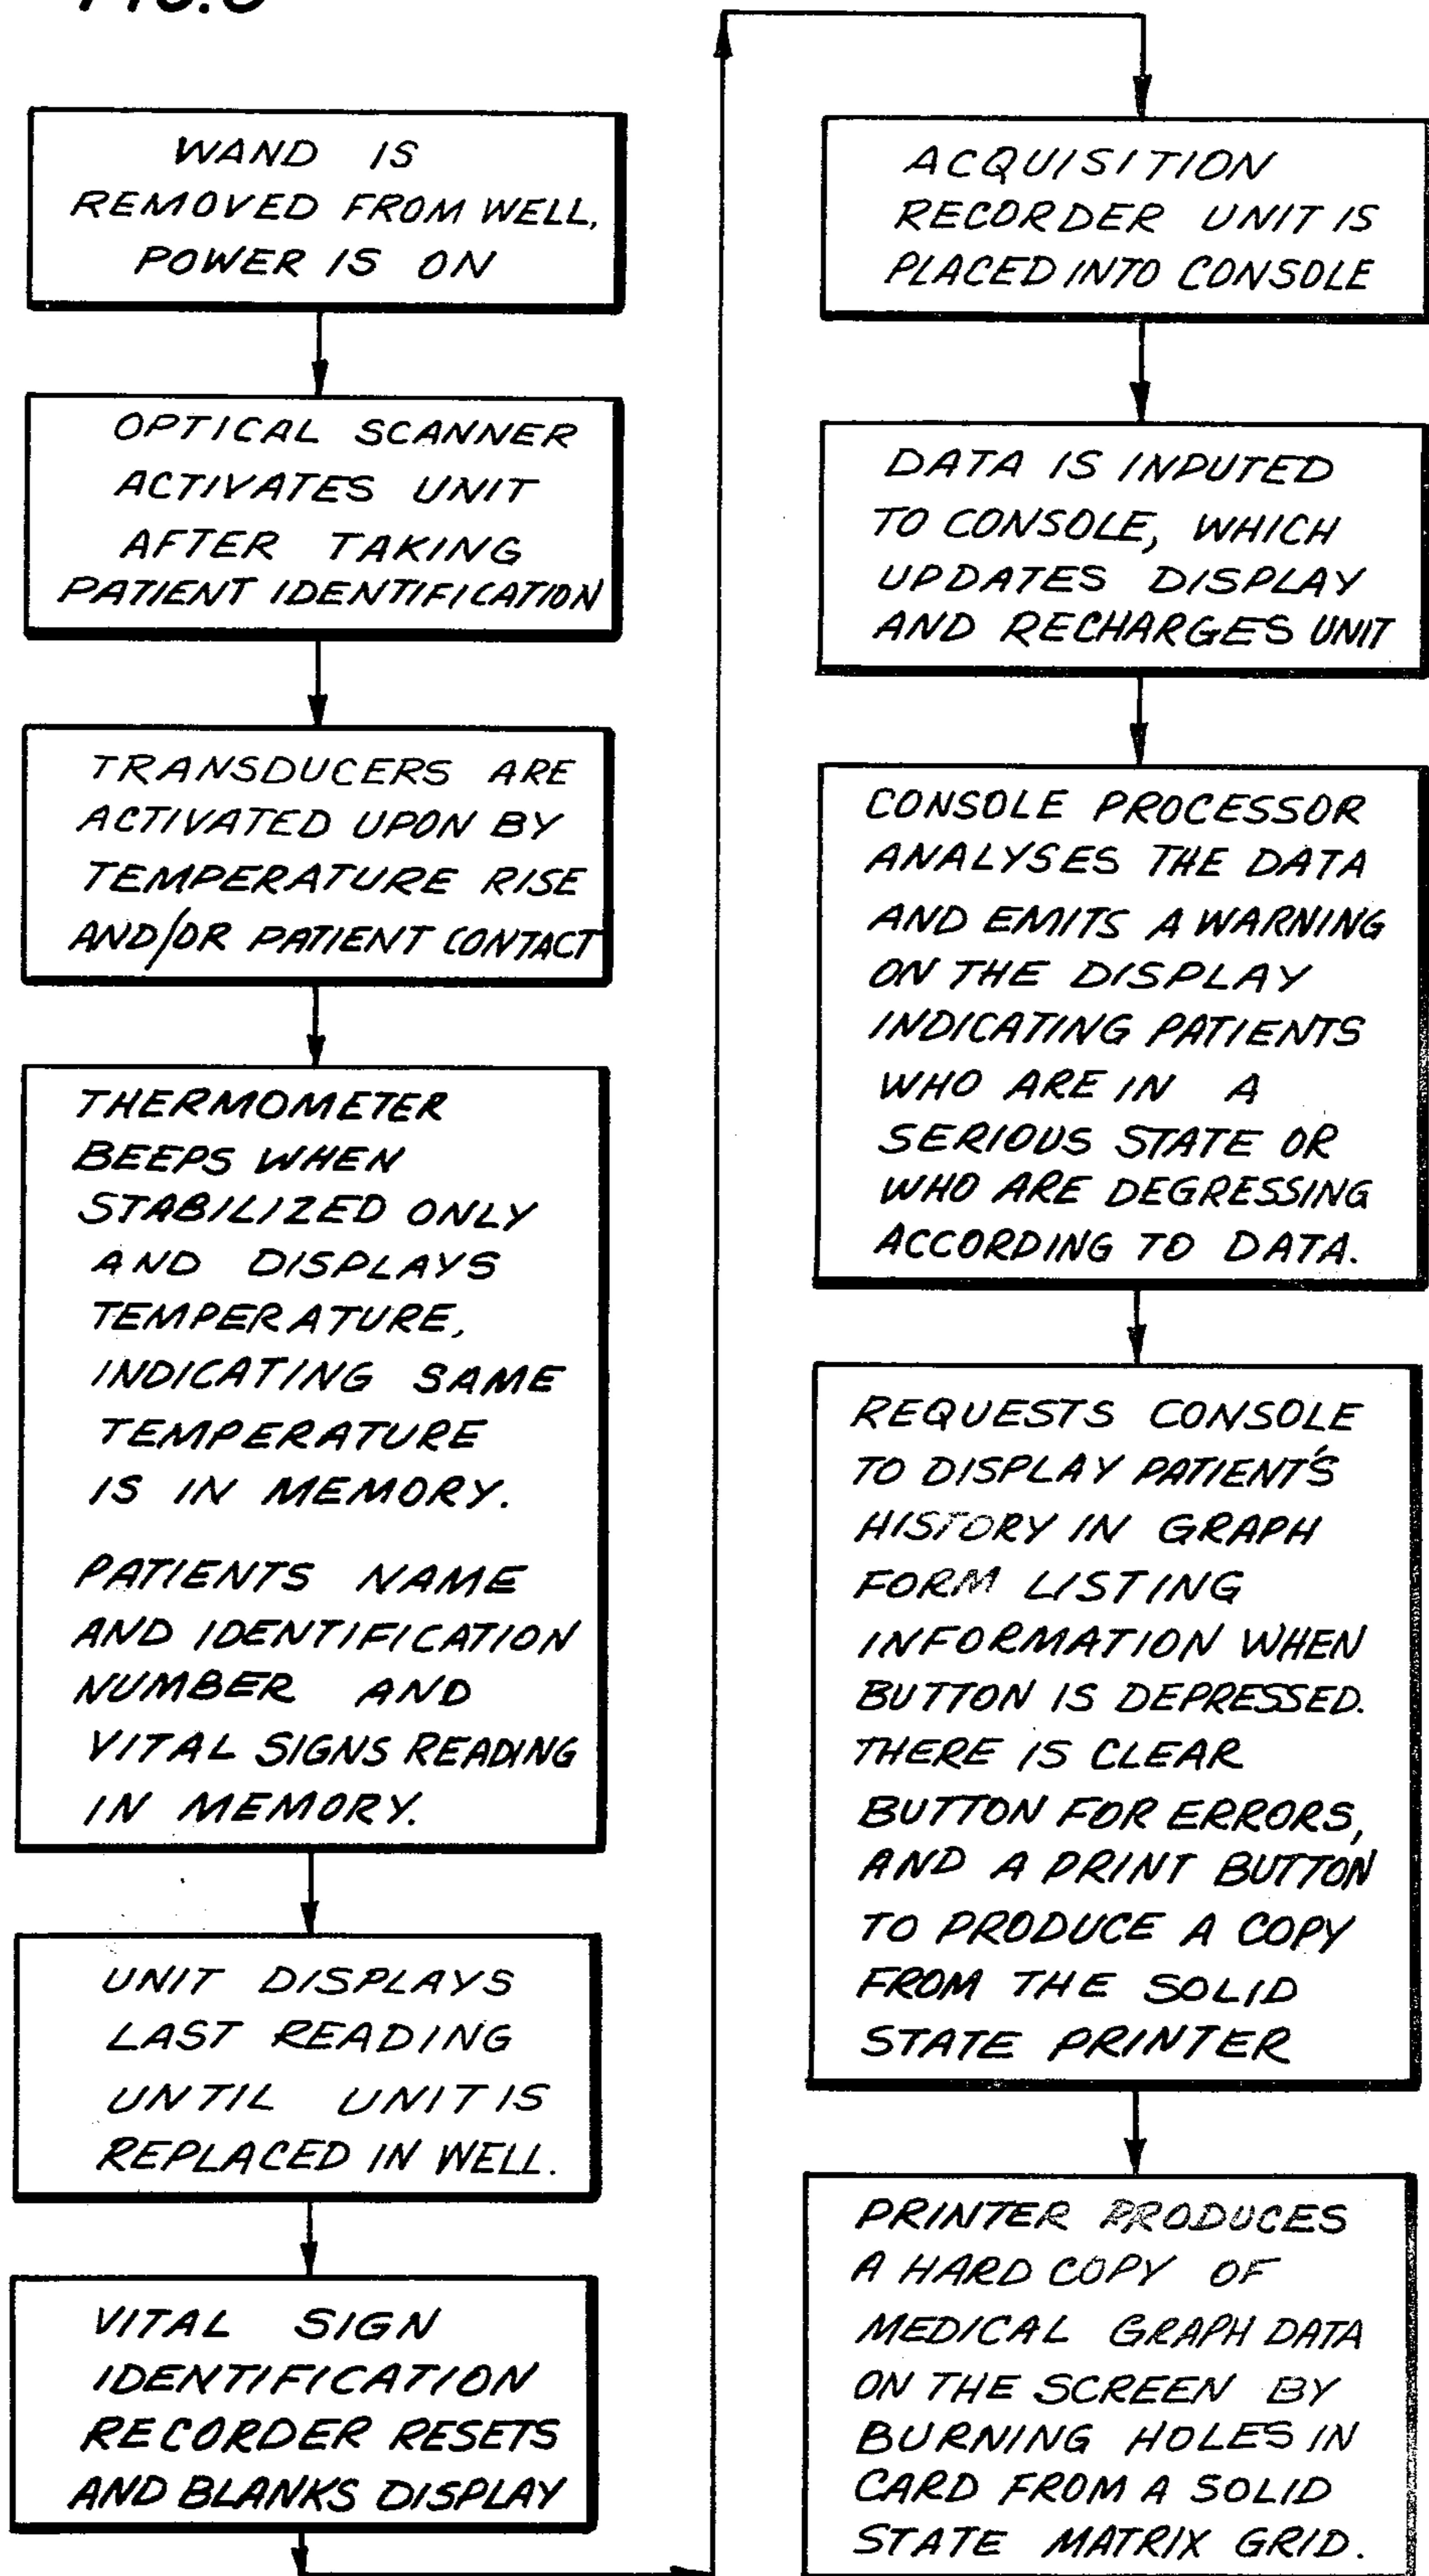 WAND IS
REMOVED FROM WELL,
POWER IS ON
OPTICAL SCANNER
ACTIVATES UNIT
AFTER TAKING
PATIENT IDENTIFICATION
TRANSDUCERS ARE
ACTIVATED UPON BY
TEMPERATURE RISE
AND/OR PATIENT CONTACT
THERMOMETER
BEEPS WHEN
STABILIZED ONLY
AND DISPLAYS
TEMPERATURE,
INDICATING SAME
TEMPERATURE
IS IN MEMORY.
PATIENTS NAME
AND IDENTIFICATION
NUMBER AND
VITAL SIGNS READING
IN MEMORY.
UNIT DISPLAYS
LAST READING
UNTIL UNIT IS
REPLACED IN WELL.
VITAL SIGN
IDENTIFICATION
RECORDER RESETS
AND BLANKS DISPLAY
ACQUISITION
RECORDER UNIT IS
PLACED INTO CONSOLE
DATA IS INPUTED
TO CONSOLE, WHICH
UPDATES DISPLAY
AND RECHARGES UNIT
CONSOLE PROCESSOR
ANALYSES THE DATA
AND EMITS A WARNING
ON THE DISPLAY
INDICATING PATIENTS
WHO ARE IN A
SERIOUS STATE OR
WHO ARE DEGRESSING
ACCORDING TO DATA.
REQUESTS CONSOLE
TO DISPLAY PATIENT'S
HISTORY IN GRAPH
FORM LISTING
INFORMATION WHEN
BUTTON IS DEPRESSED.
THERE IS CLEAR
BUTTON FOR ERRORS,
AND A PRINT BUTTON
TO PRODUCE A COPY
FROM THE SOLID
STATE PRINTER
PRINTER PRODUCES
A HARD COPY OF
MEDICAL GRAPH DATA
ON THE SCREEN BY
BURNING HOLES IN
CARD FROM A SOLID
STATE MATRIX GRID.